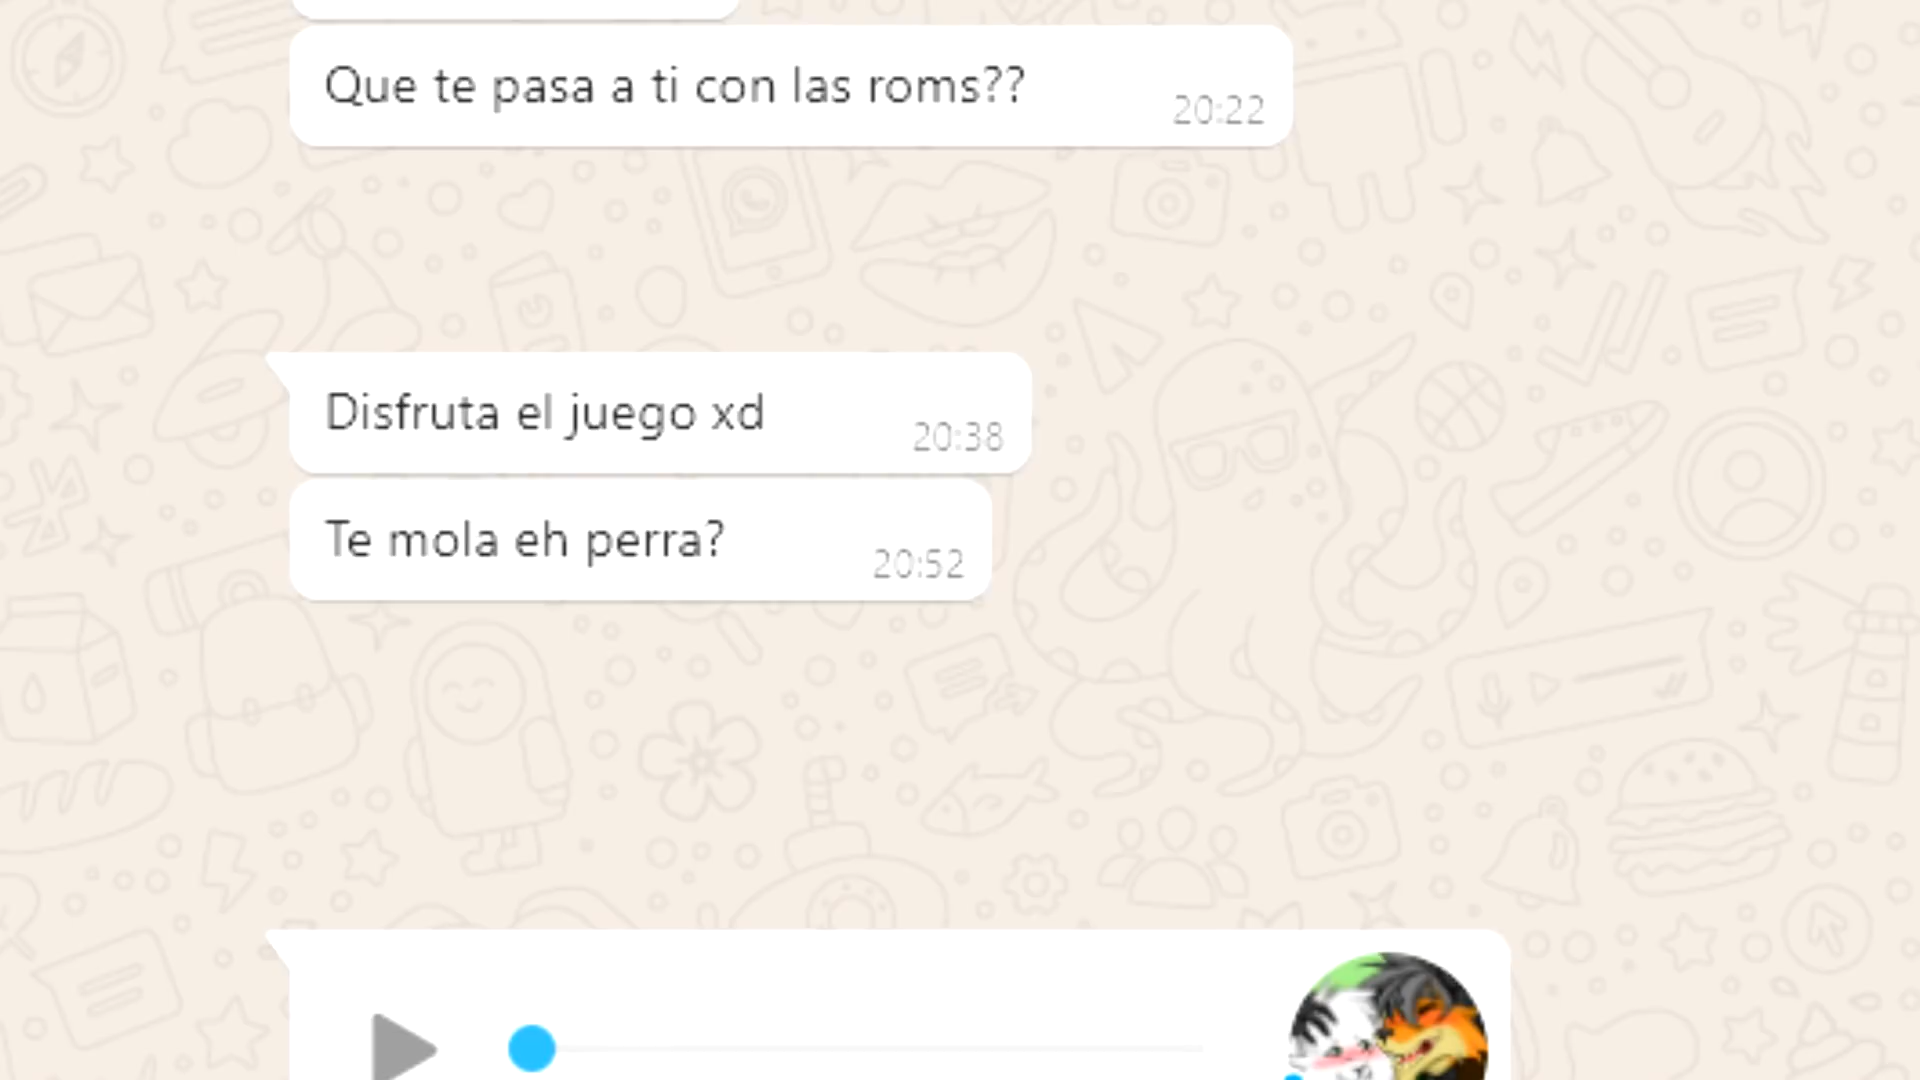 Que te pasa a ti con las roms??
20:22
Disfruta el juego xd
20:38
Te mola eh perra?
20:52